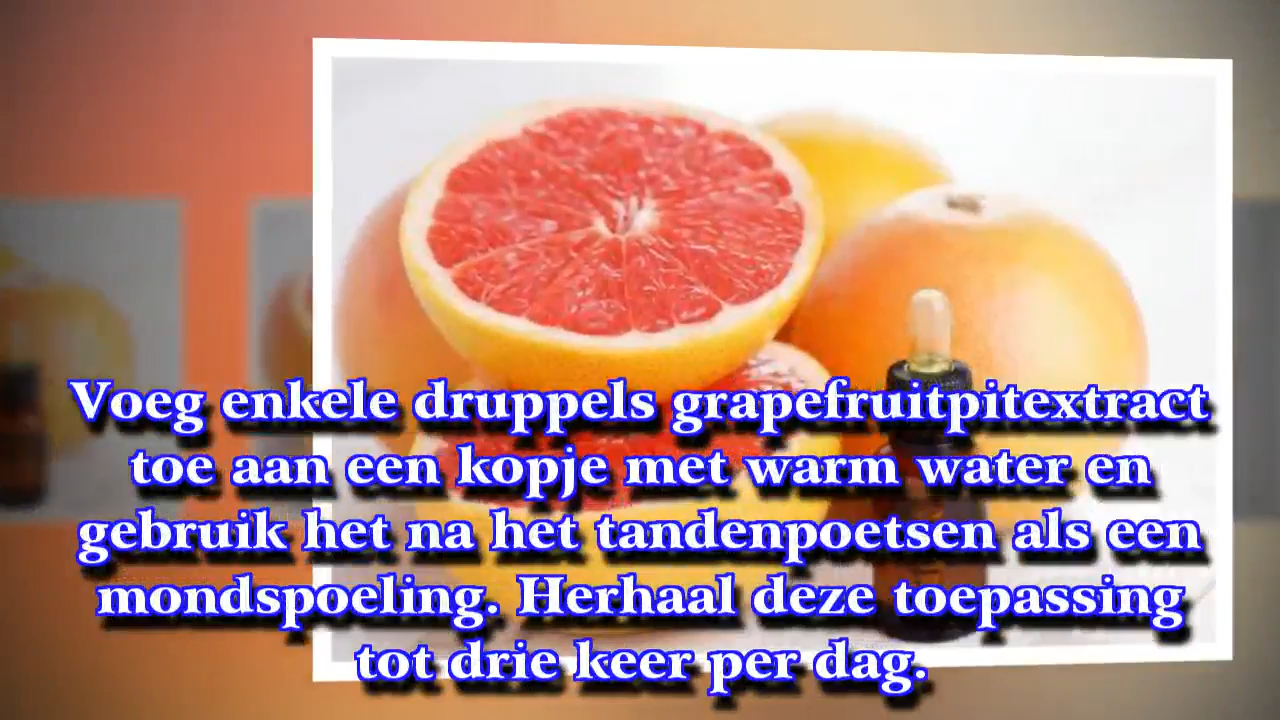 Voeg enkele druppels grapefruitpitextract
toe aan een kopje met warm water en
gebruik het na het tandenpoetsen als een
mondspoeling. Herhaal deze toepassing
tot drie keer per dag.